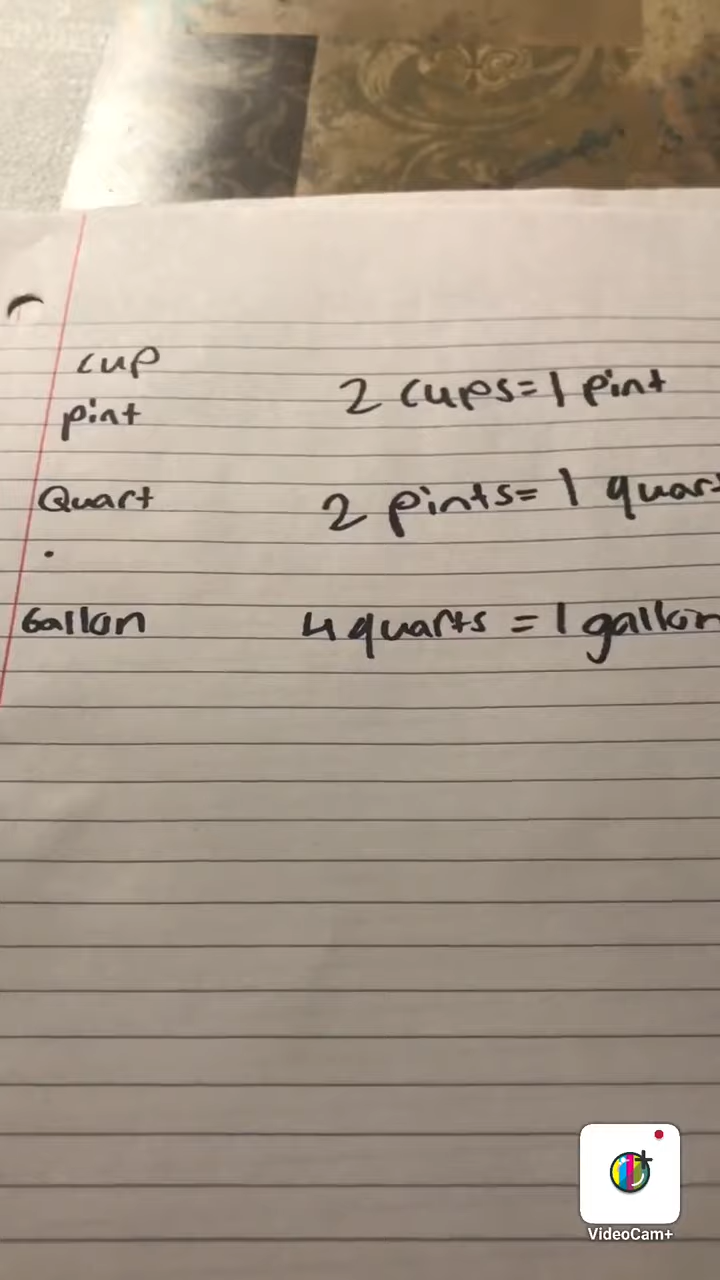 cup
2 cups=1 pint
pint
Quart
2 pints= 1 quart
Gallon
4 quarts = 1 gallon
VideoCam+